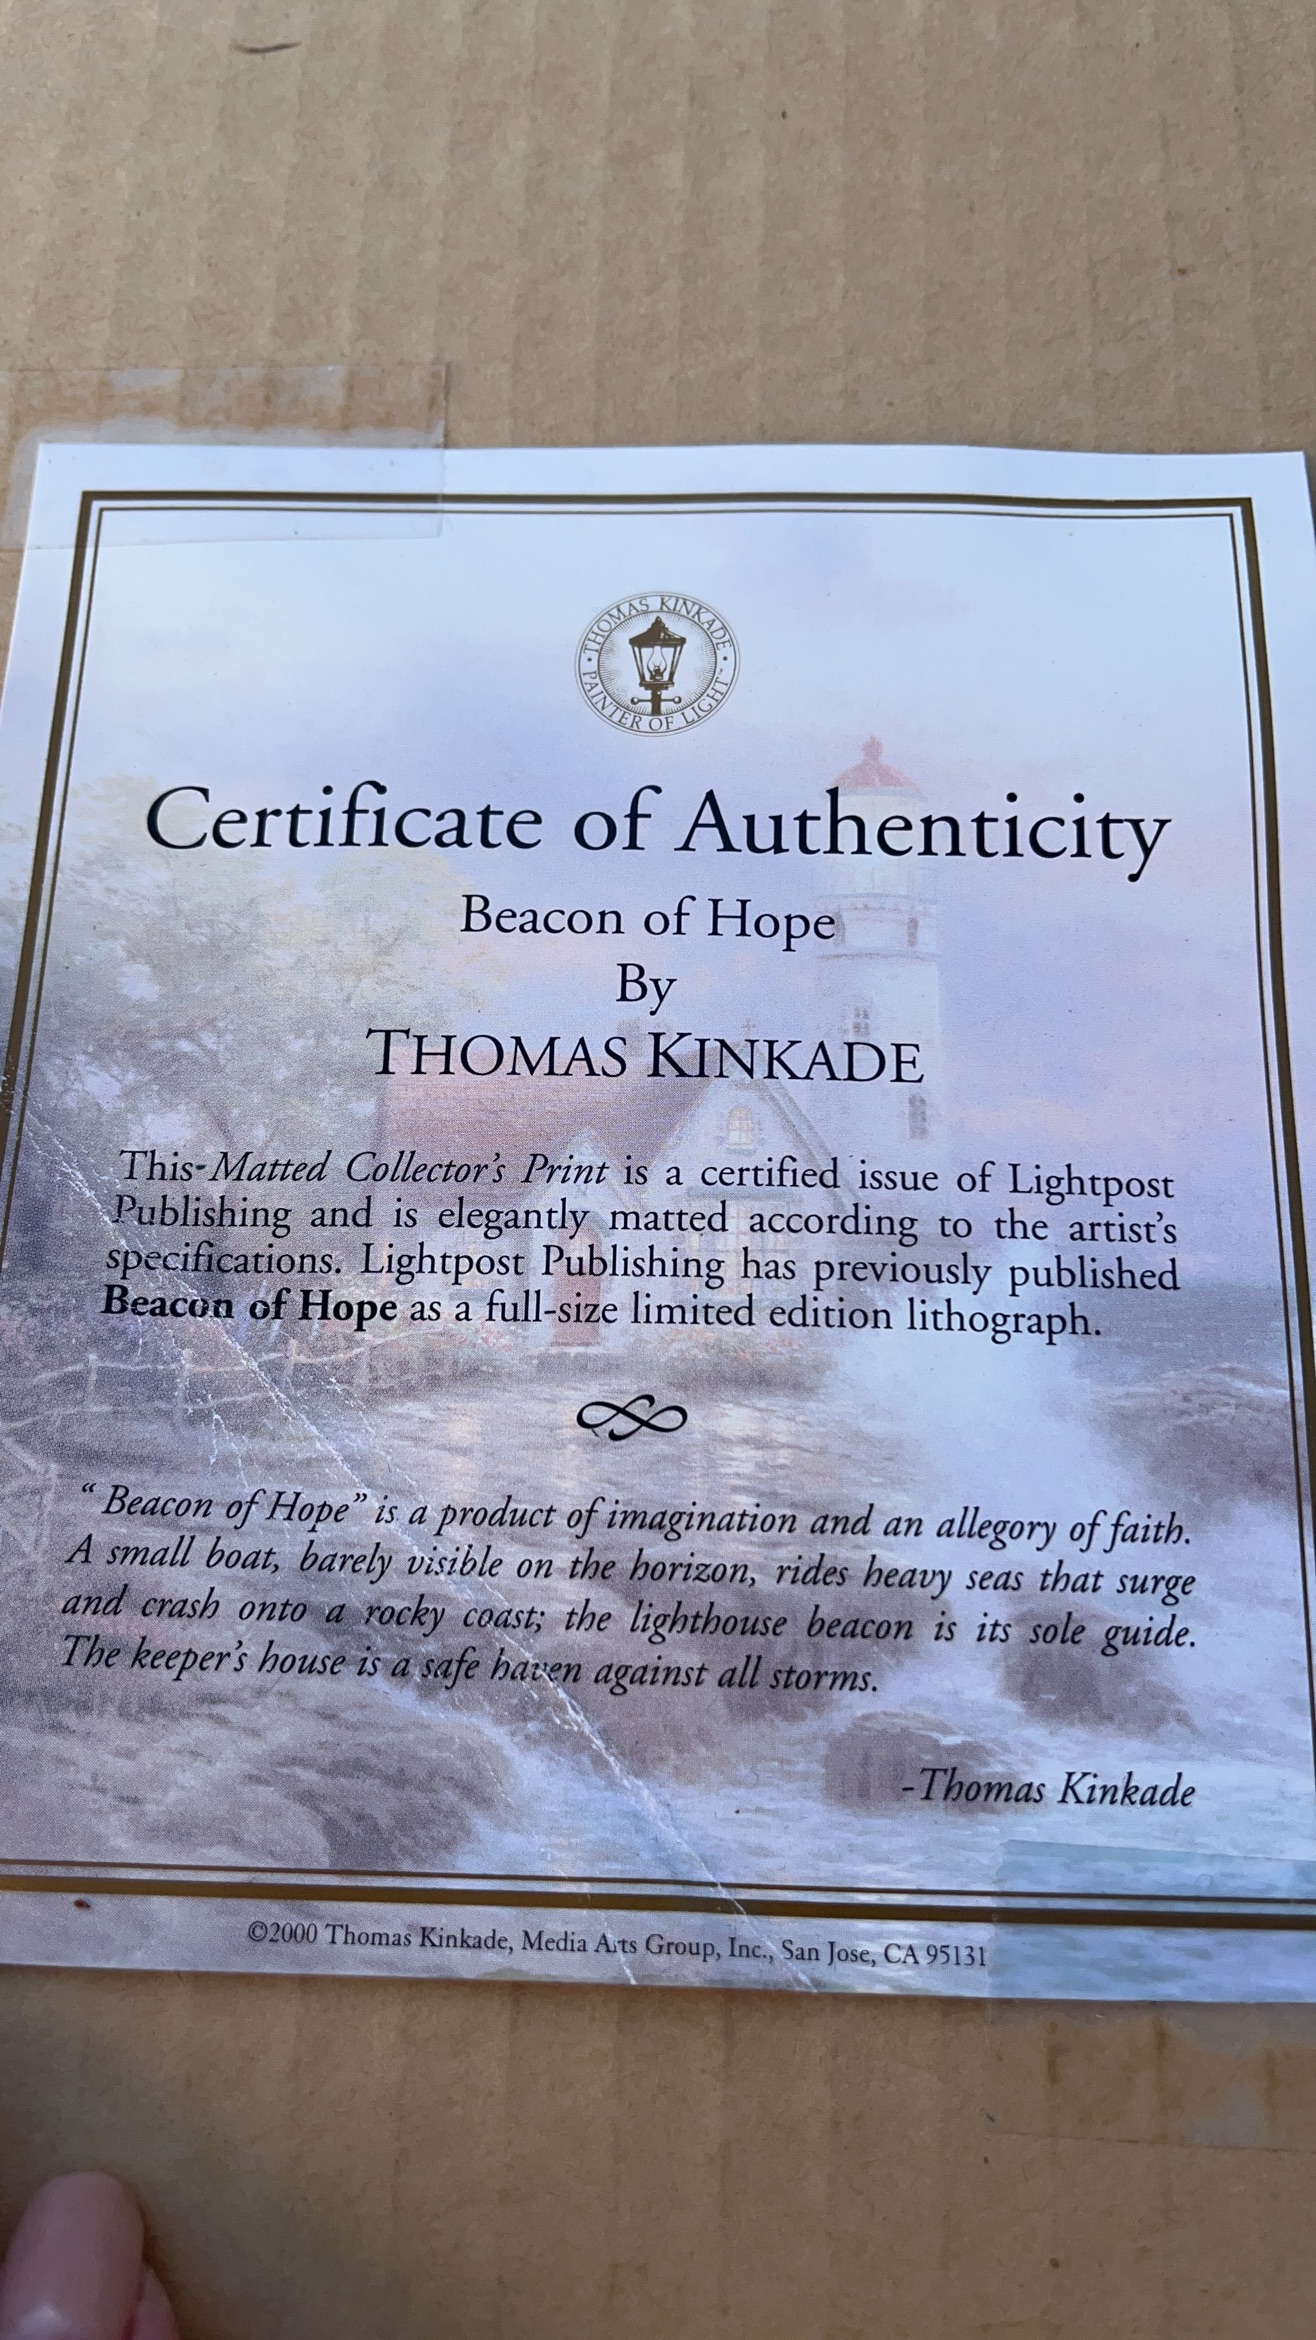 THOMAS KINKADE
PAINTER OF LIGHT™
Certificate of Authenticity
Beacon of Hope
By
THOMAS KINKADE
This Matted Collector's Print is a certified issue of Lightpost
Publishing and is elegantly matted according to the artist's
specifications. Lightpost Publishing has previously published
Beacon of Hope as a full-size limited edition lithograph.
“Beacon of Hope” is a product of imagination and an allegory of faith.
A small boat, barely visible on the horizon, rides heavy seas that surge
and crash onto a rocky coast; the lighthouse beacon is its sole guide.
The keeper's house is a safe haven against all storms.
-Thomas Kinkade
©2000 Thomas Kinkade, Media Arts Group, Inc., San Jose, CA 95131